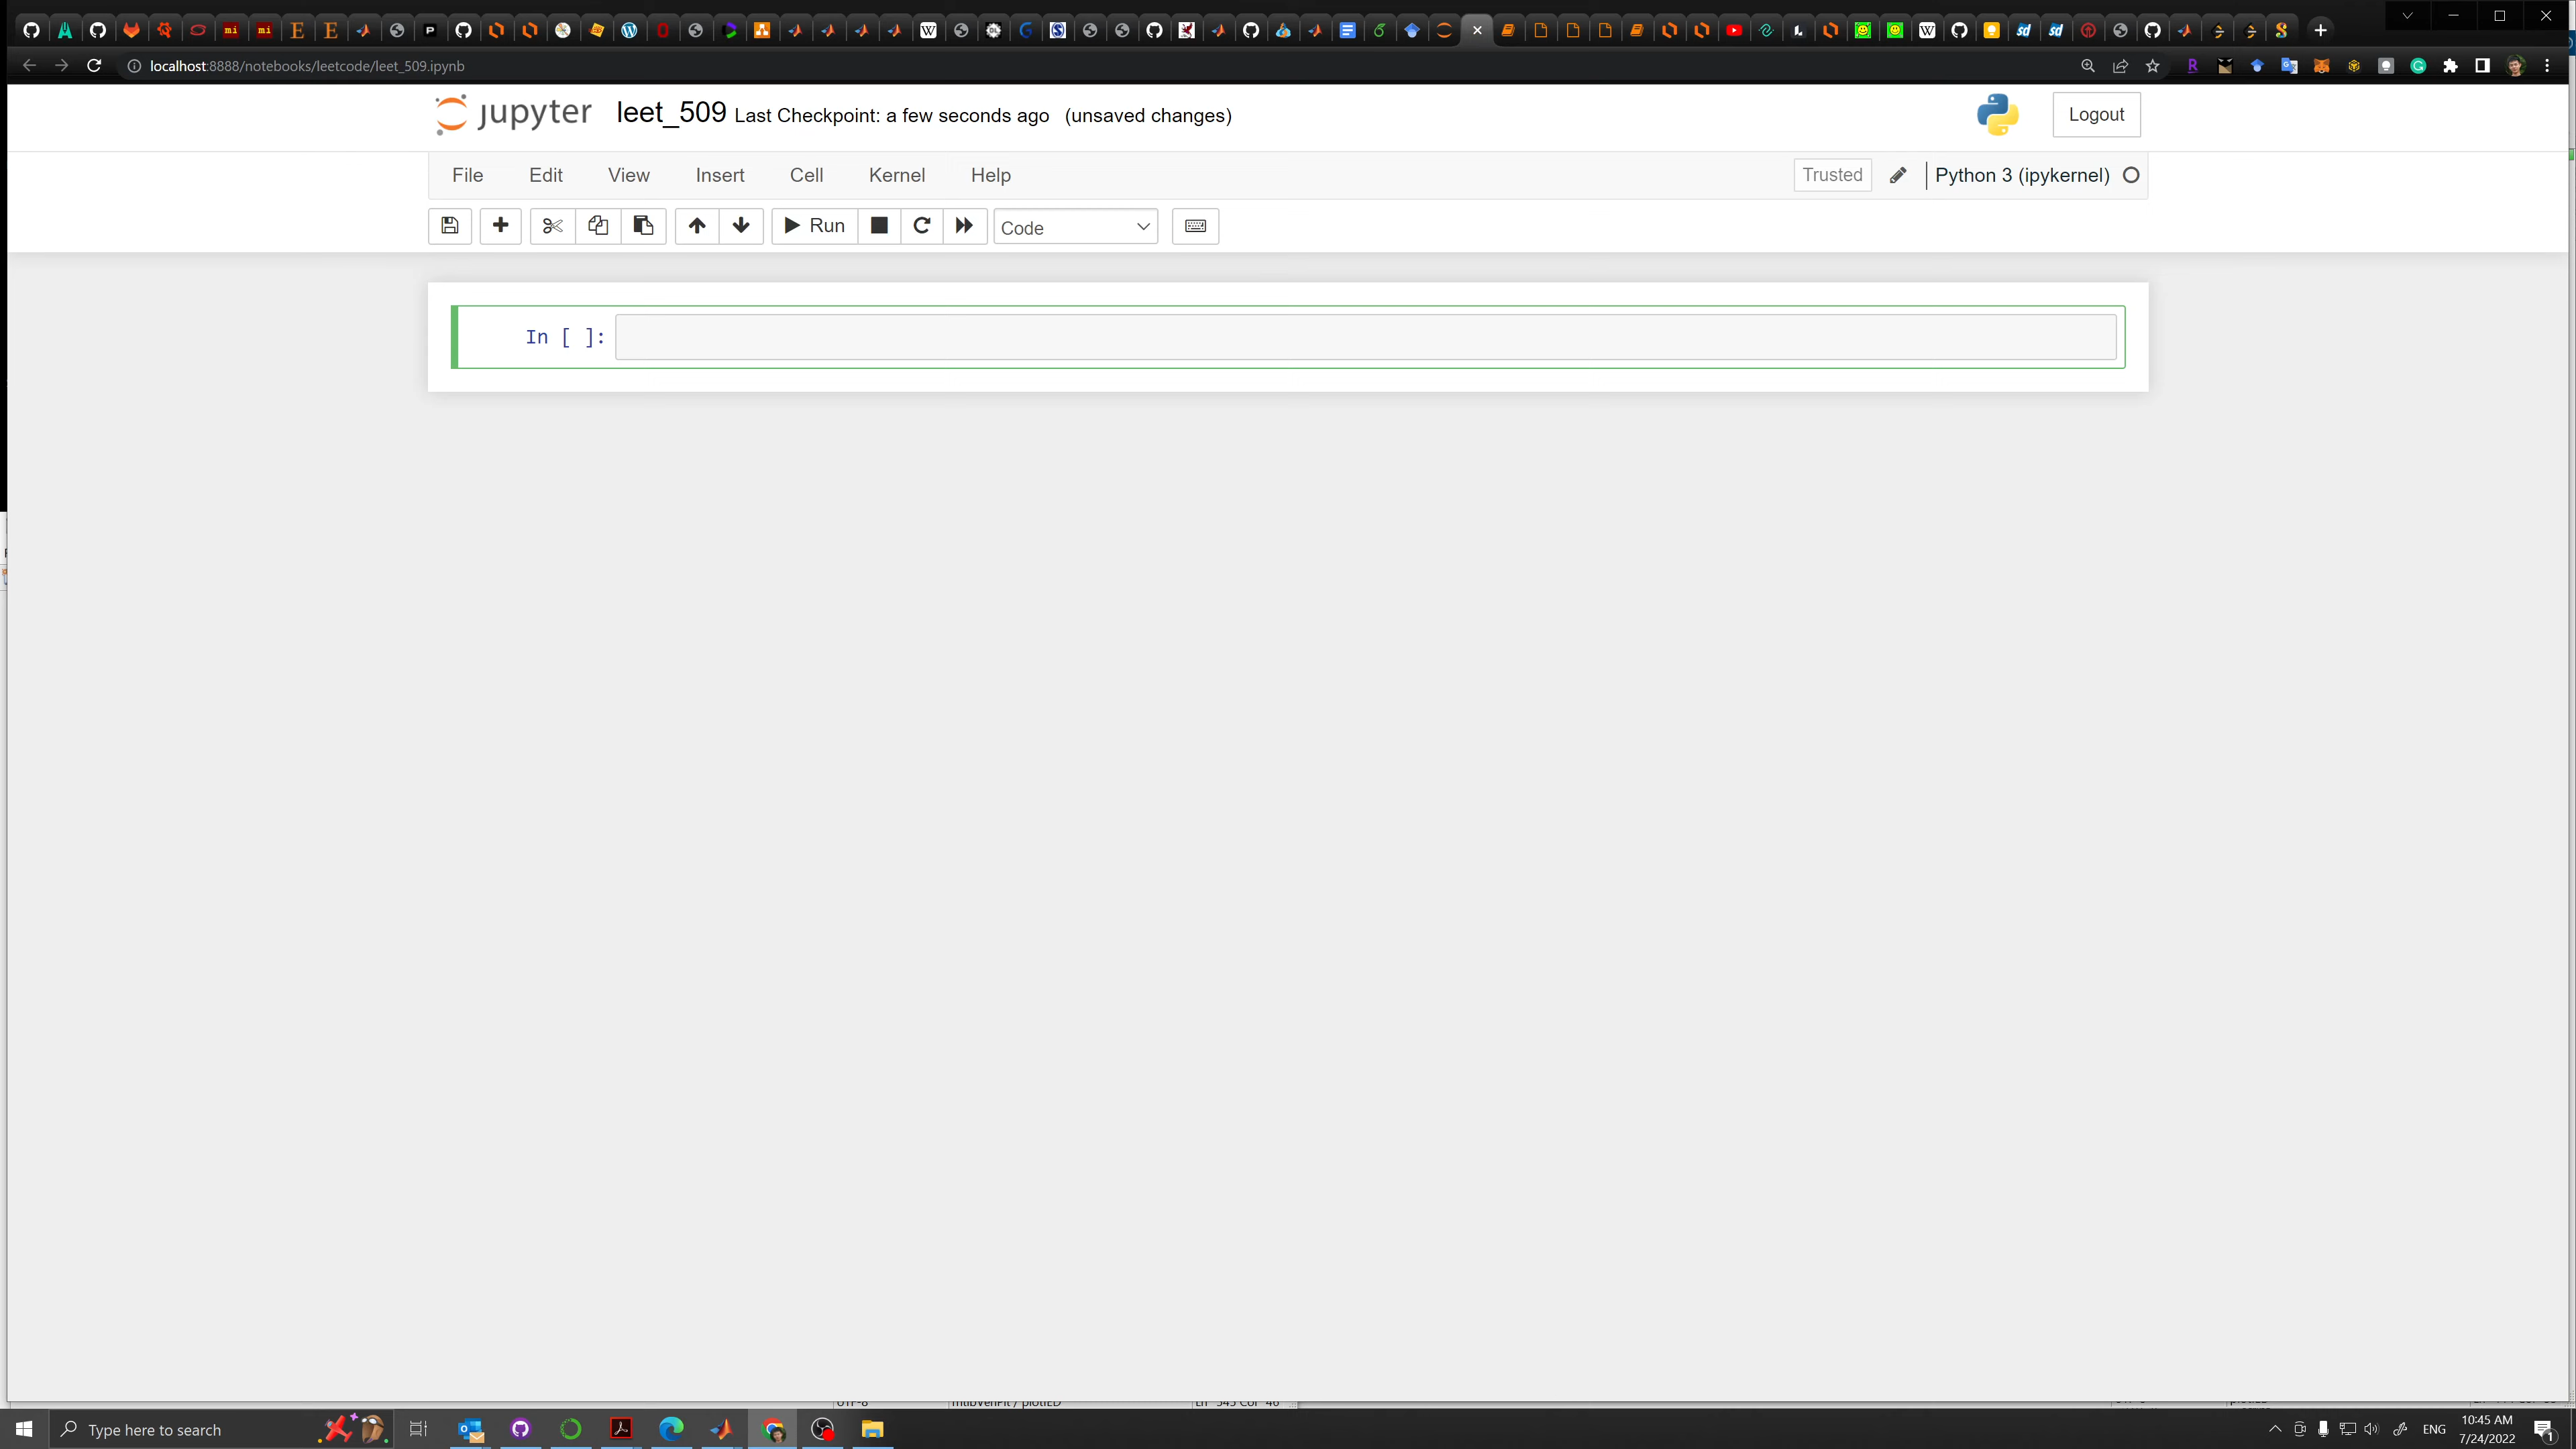 localhost:8888/notebooks/leetcode/leet_509.ipynb
jupyter leet_509 Last Checkpoint: a few seconds ago (unsaved changes)
Logout
File Edit View Insert Cell Kernel Help
Trusted Python 3 (ipykernel)
Run Code
In [ ]:
Type here to search
ENG
10:45 AM
7/24/2022
1